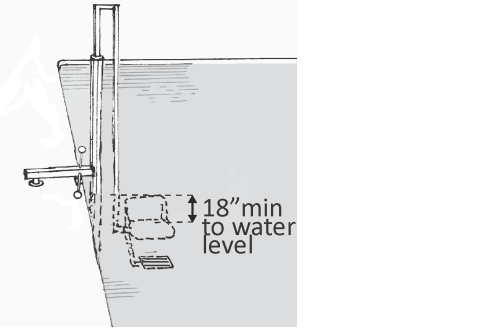 18”min
to water
level